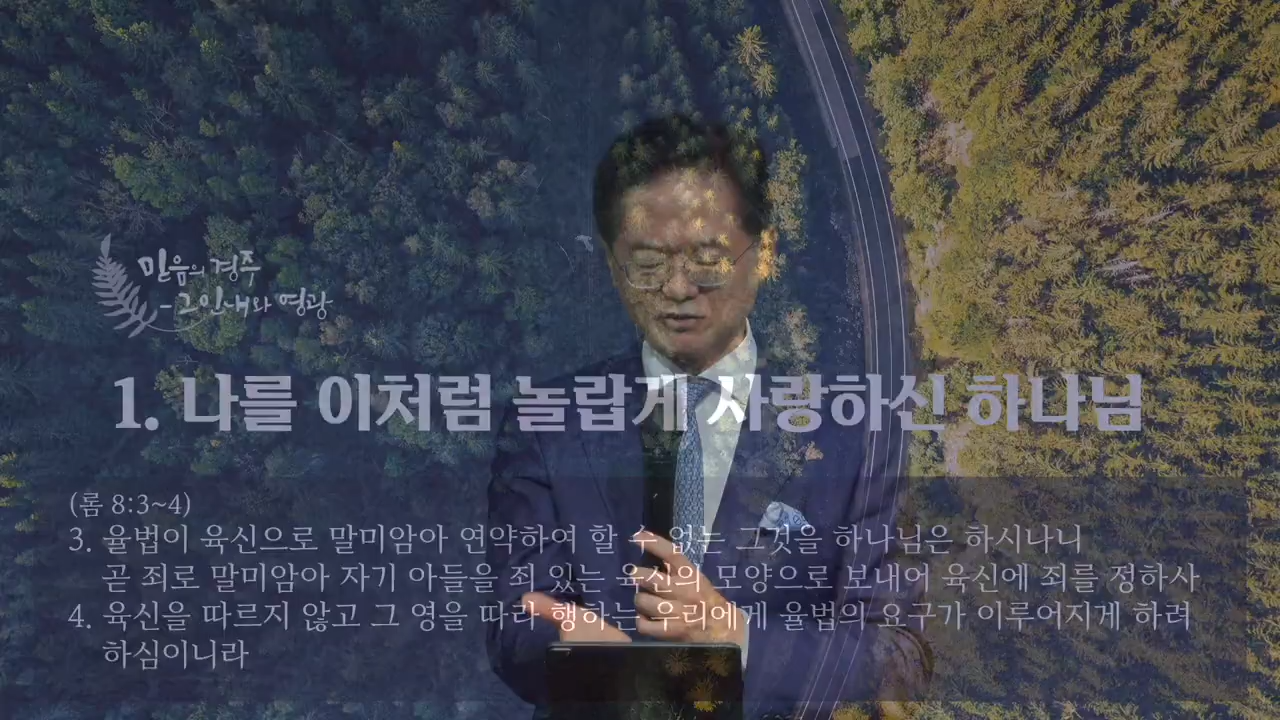 믿음의 경주
- 그 인내와 영광
1. 나를 이처럼 놀랍게 사랑하신 하나님
(롬 8:3~4)
3. 율법이 육신으로 말미암아 연약하여 할 수 없는 그것을 하나님은 하시나니
곧 죄로 말미암아 자기 아들을 죄 있는 육신의 모양으로 보내어 육신에 죄를 정하사
4. 육신을 따르지 않고 그 영을 따라 행하는 우리에게 율법의 요구가 이루어지게 하려
하심이니라